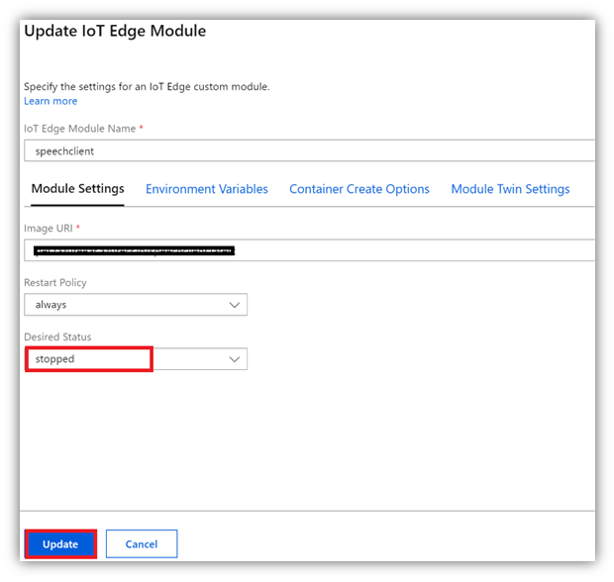 Update IoT Edge Module
Specify the settings for an IoT Edge custom module.
Learn more
IoT Edge Module Name *
speechclient
Module Settings Environment Variables Container Create Options Module Twin Settings
Image URI *
Restart Policy
always
Desired Status
stopped
Update Cancel